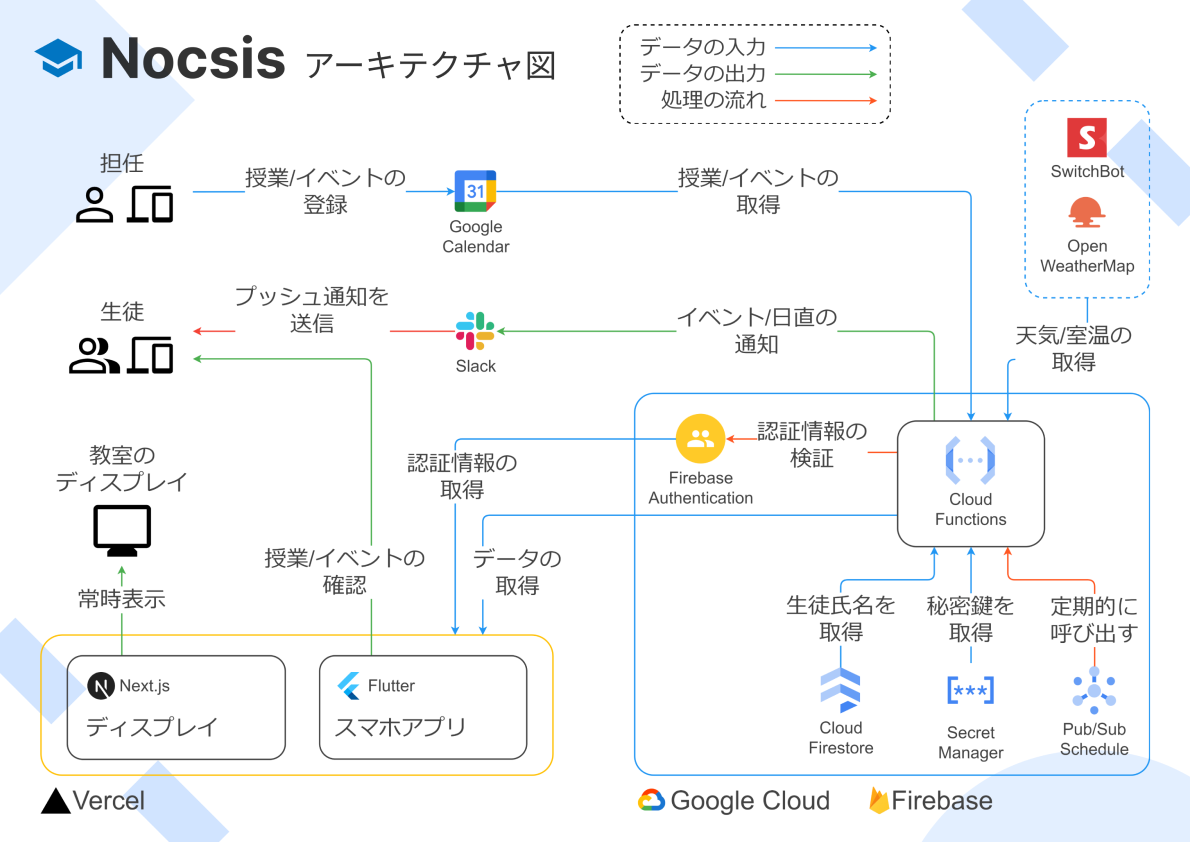 Nocsis アーキテクチャ図
データの入力
データの出力
処理の流れ
担任
授業/イベントの
登録
31
Google
Calendar
授業/イベントの
取得
S
SwitchBot
Open
WeatherMap
天気/室温の
取得
生徒
プッシュ通知を
送信
Slack
イベント/日直の
通知
教室の
ディスプレイ
常時表示
授業/イベントの
確認
認証情報の
取得
データの
取得
Firebase
Authentication
認証情報の
検証
Cloud
Functions
生徒氏名を
取得
秘密鍵を
取得
定期的に
呼び出す
Cloud
Firestore
[***]
Secret
Manager
Pub/Sub
Schedule
N Next.js
ディスプレイ
Flutter
スマホアプリ
Vercel
Google Cloud
Firebase